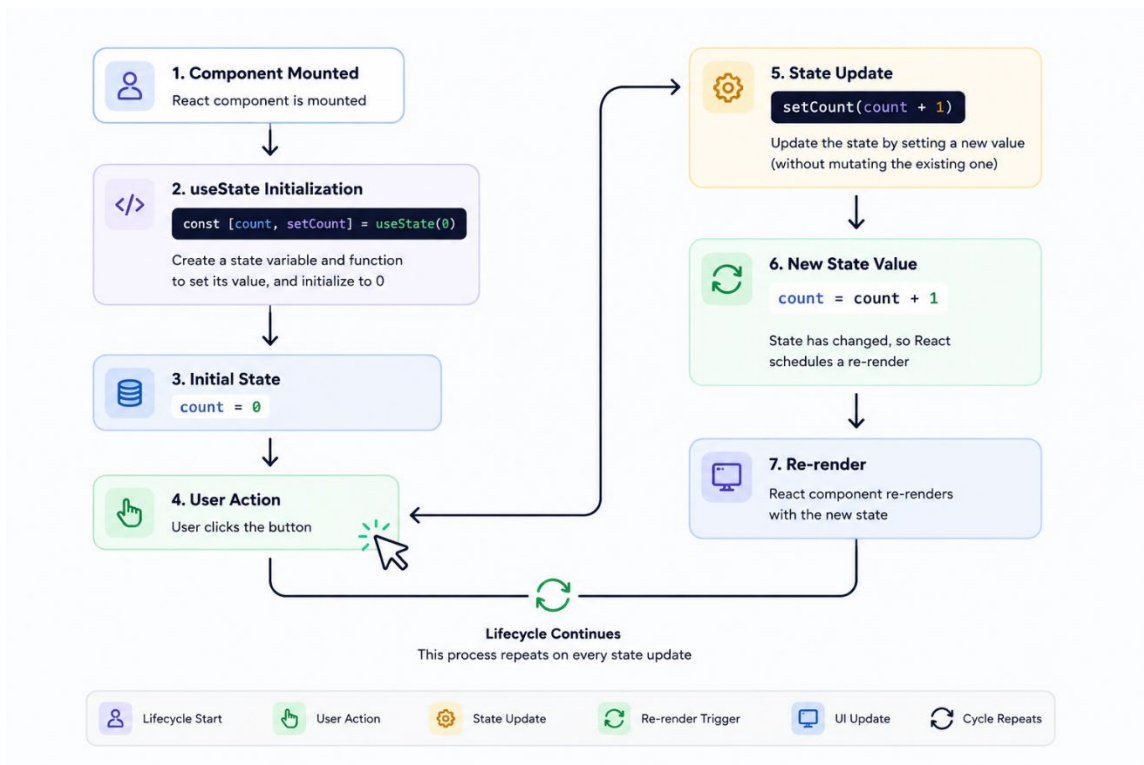 1. Component Mounted
React component is mounted
2. useState Initialization
const [count, setCount] = useState(0)
Create a state variable and function
to set its value, and initialize to 0
3. Initial State
count = 0
4. User Action
User clicks the button
5. State Update
setCount(count + 1)
Update the state by setting a new value
(without mutating the existing one)
6. New State Value
count = count + 1
State has changed, so React
schedules a re-render
7. Re-render
React component re-renders
with the new state
Lifecycle Continues
This process repeats on every state update
Lifecycle Start
User Action
State Update
Re-render Trigger
UI Update
Cycle Repeats